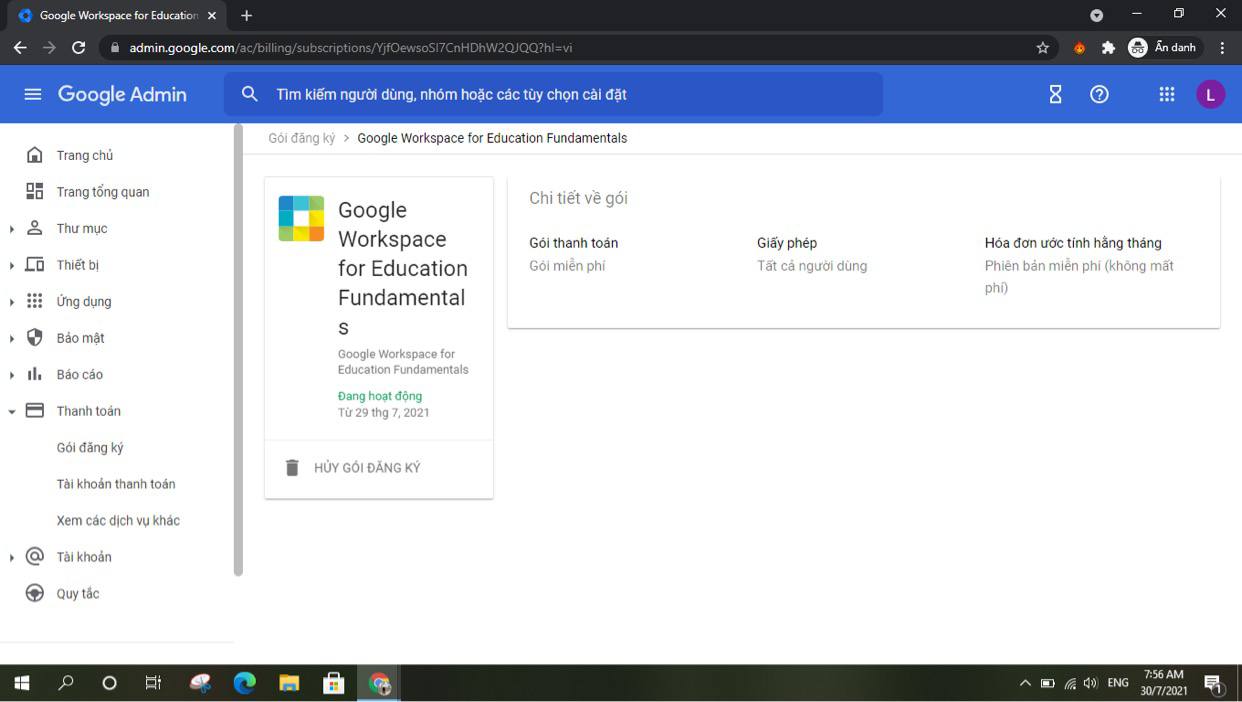 Google Workspace for Education
admin.google.com/ac/billing/subscriptions/YjfOewsoSl7CnHDhW2QJQQ?hl=vi
Ẩn danh
Google Admin
Tìm kiếm người dùng, nhóm hoặc các tùy chọn cài đặt
L
Trang chủ
Trang tổng quan
Thư mục
Thiết bị
Ứng dụng
Bảo mật
Báo cáo
Thanh toán
Gói đăng ký
Tài khoản thanh toán
Xem các dịch vụ khác
Tài khoản
Quy tắc
Gói đăng ký > Google Workspace for Education Fundamentals
Google
Workspace
for Education
Fundamental
s
Google Workspace for
Education Fundamentals
Đang hoạt động
Từ 29 thg 7, 2021
HỦY GÓI ĐĂNG KÝ
Chi tiết về gói
Gói thanh toán
Gói miễn phí
Giấy phép
Tất cả người dùng
Hóa đơn ước tính hằng tháng
Phiên bản miễn phí (không mất
phí)
ENG
7:56 AM
30/7/2021
1